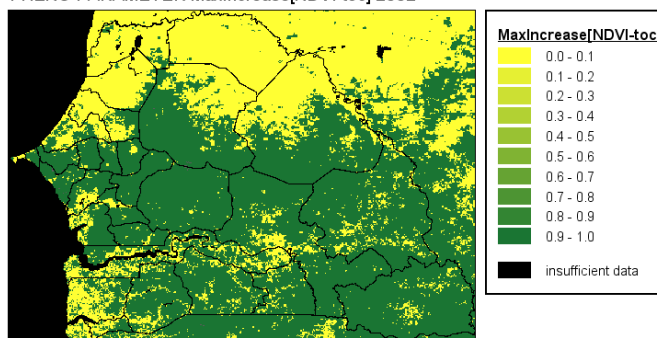 MaxIncrease[NDVI-toc
0.0 - 0.1
0.1 - 0.2
0.2 - 0.3
0.3 - 0.4
0.4 - 0.5
0.5 - 0.6
0.6 - 0.7
0.7 - 0.8
0.8 - 0.9
0.9 - 1.0
insufficient data